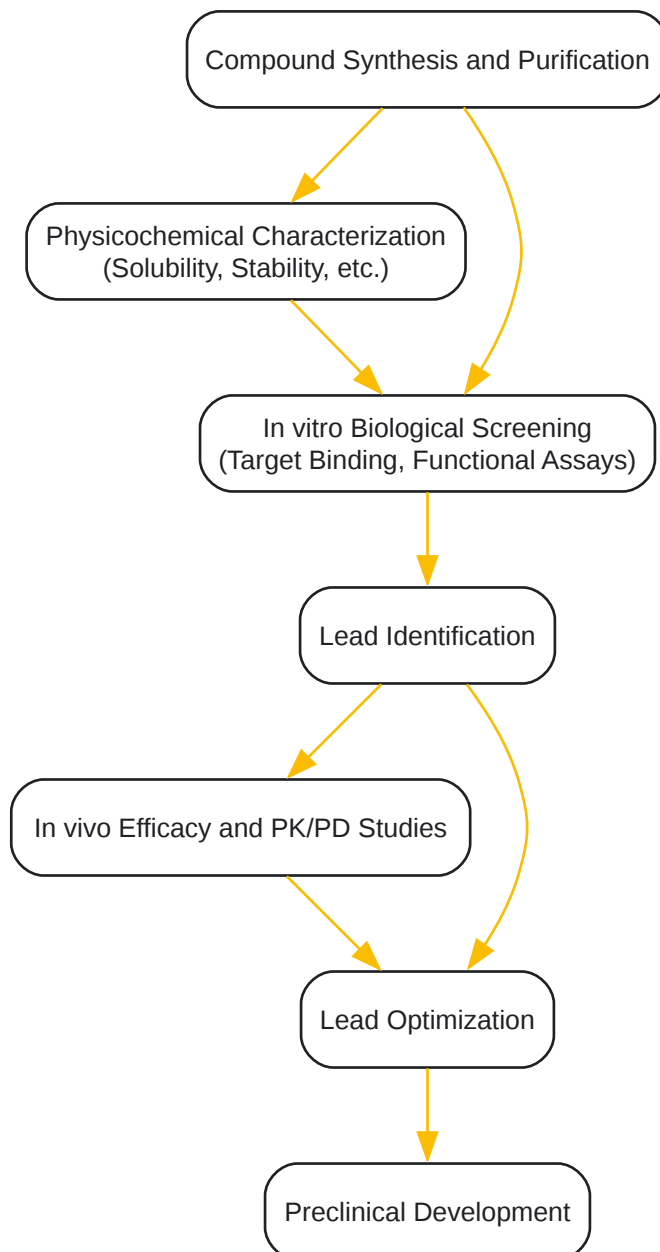 Compound Synthesis and Purification
Physicochemical Characterization
(Solubility, Stability, etc.)
In vitro Biological Screening
(Target Binding, Functional Assays)
Lead Identification
In vivo Efficacy and PK/PD Studies
Lead Optimization
Preclinical Development